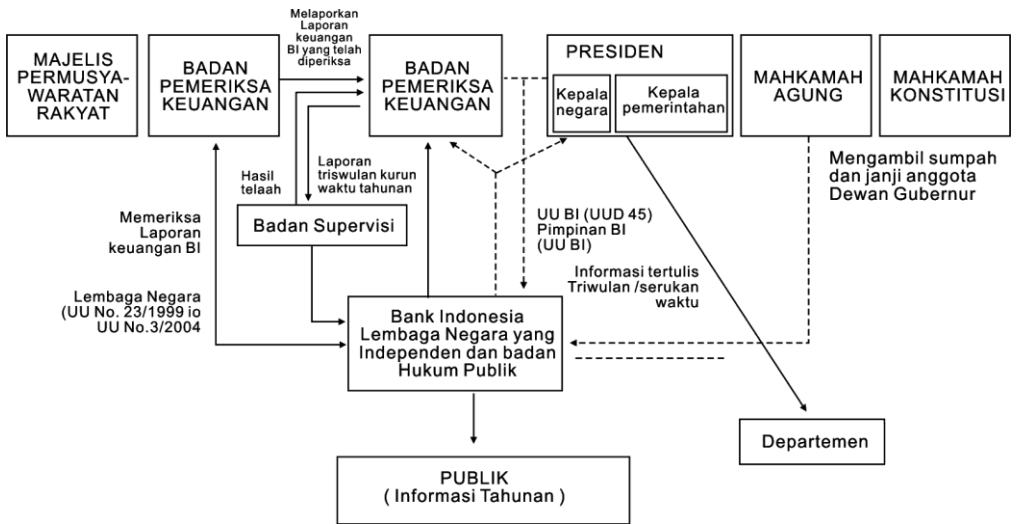 MAJELIS
PERMUSYA-
WARATAN
RAKYAT
BADAN
PEMERIKSA
KEUANGAN
Melaporkan
Laporan
keuangan
BI yang telah
diperiksa
BADAN
PEMERIKSA
KEUANGAN
PRESIDEN
Kepala
negara
Kepala
pemerintahan
MAHKAMAH
AGUNG
MAHKAMAH
KONSTITUSI
Hasil
telaah
Laporan
triswulan kurun
waktu tahunan
Mengambil sumpah
dan janji anggota
Dewan Gubernur
Memeriksa
Laporan
keuangan BI
Badan Supervisi
UU BI (UUD 45)
Pimpinan BI
(UU BI)
Informasi tertulis
Triwulan /serukan
waktu
Lembaga Negara
(UU No. 23/1999 io
UU No.3/2004
Bank Indonesia
Lembaga Negara yang
Independen dan badan
Hukum Publik
Departemen
PUBLIK
( Informasi Tahunan )